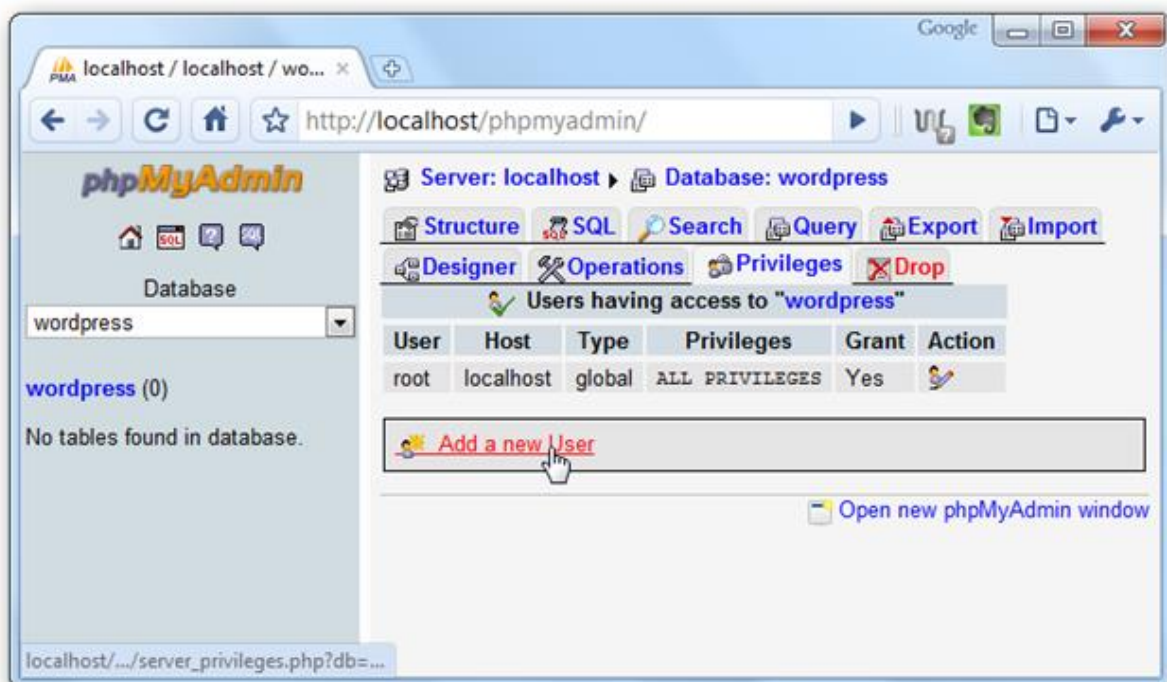 Google
PMA localhost / localhost / wo...
http://localhost/phpmyadmin/
phpMyAdmin
SQL
Database
wordpress
wordpress (0)
No tables found in database.
Server: localhost Database: wordpress
Structure SQL Search Query Export Import
Designer Operations Privileges Drop
Users having access to "wordpress"
User Host Type Privileges Grant Action
root localhost global ALL PRIVILEGES Yes
Add a new User
Open new phpMyAdmin window
localhost/.../server_privileges.php?db=...